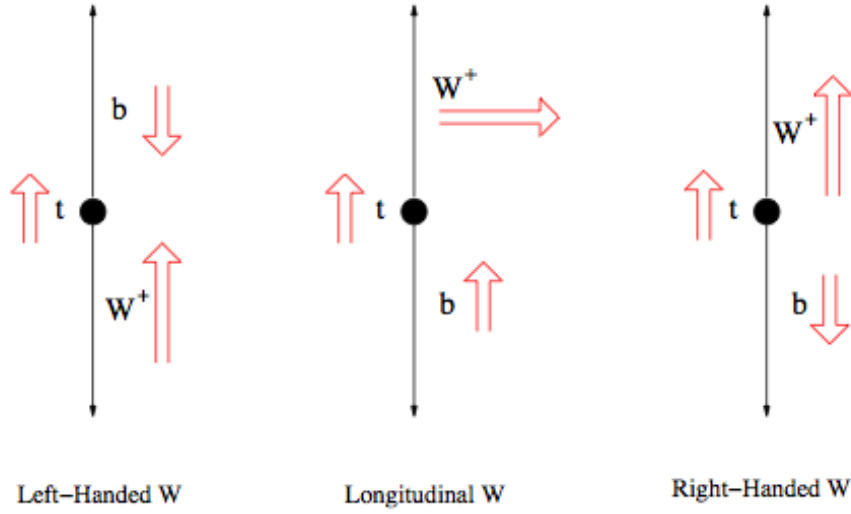 b
t
W+
Left-Handed W
W+
t
b
Longitudinal W
W+
t
b
Right-Handed W